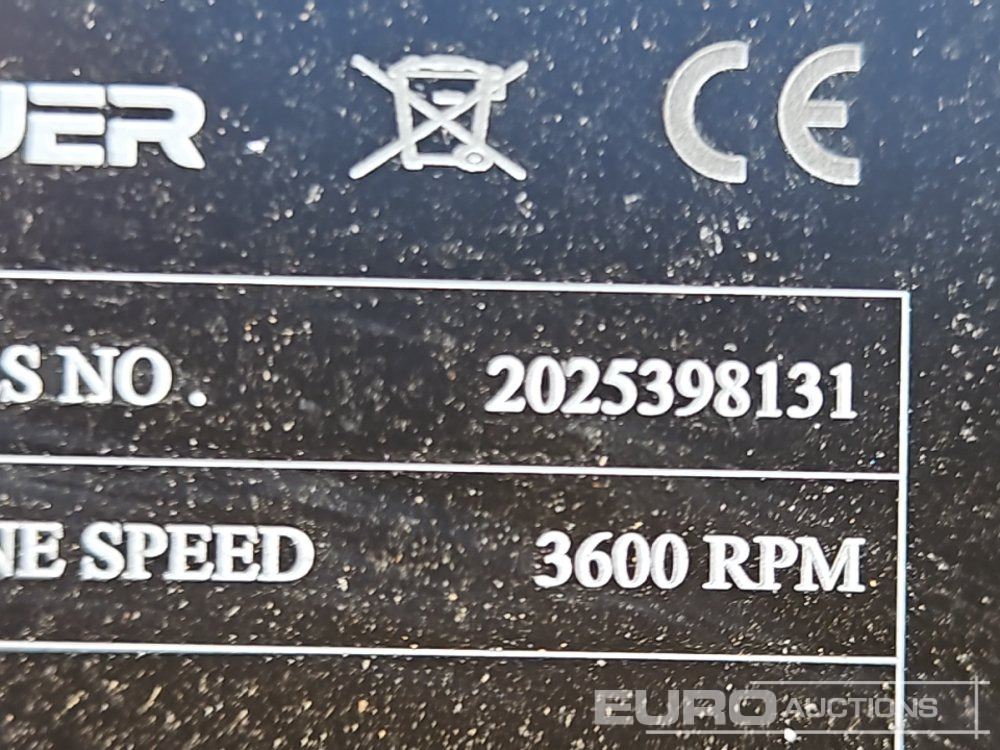 UER CE
S NO. 2025398131
NE SPEED 3600 RPM
EURO AUCTIONS